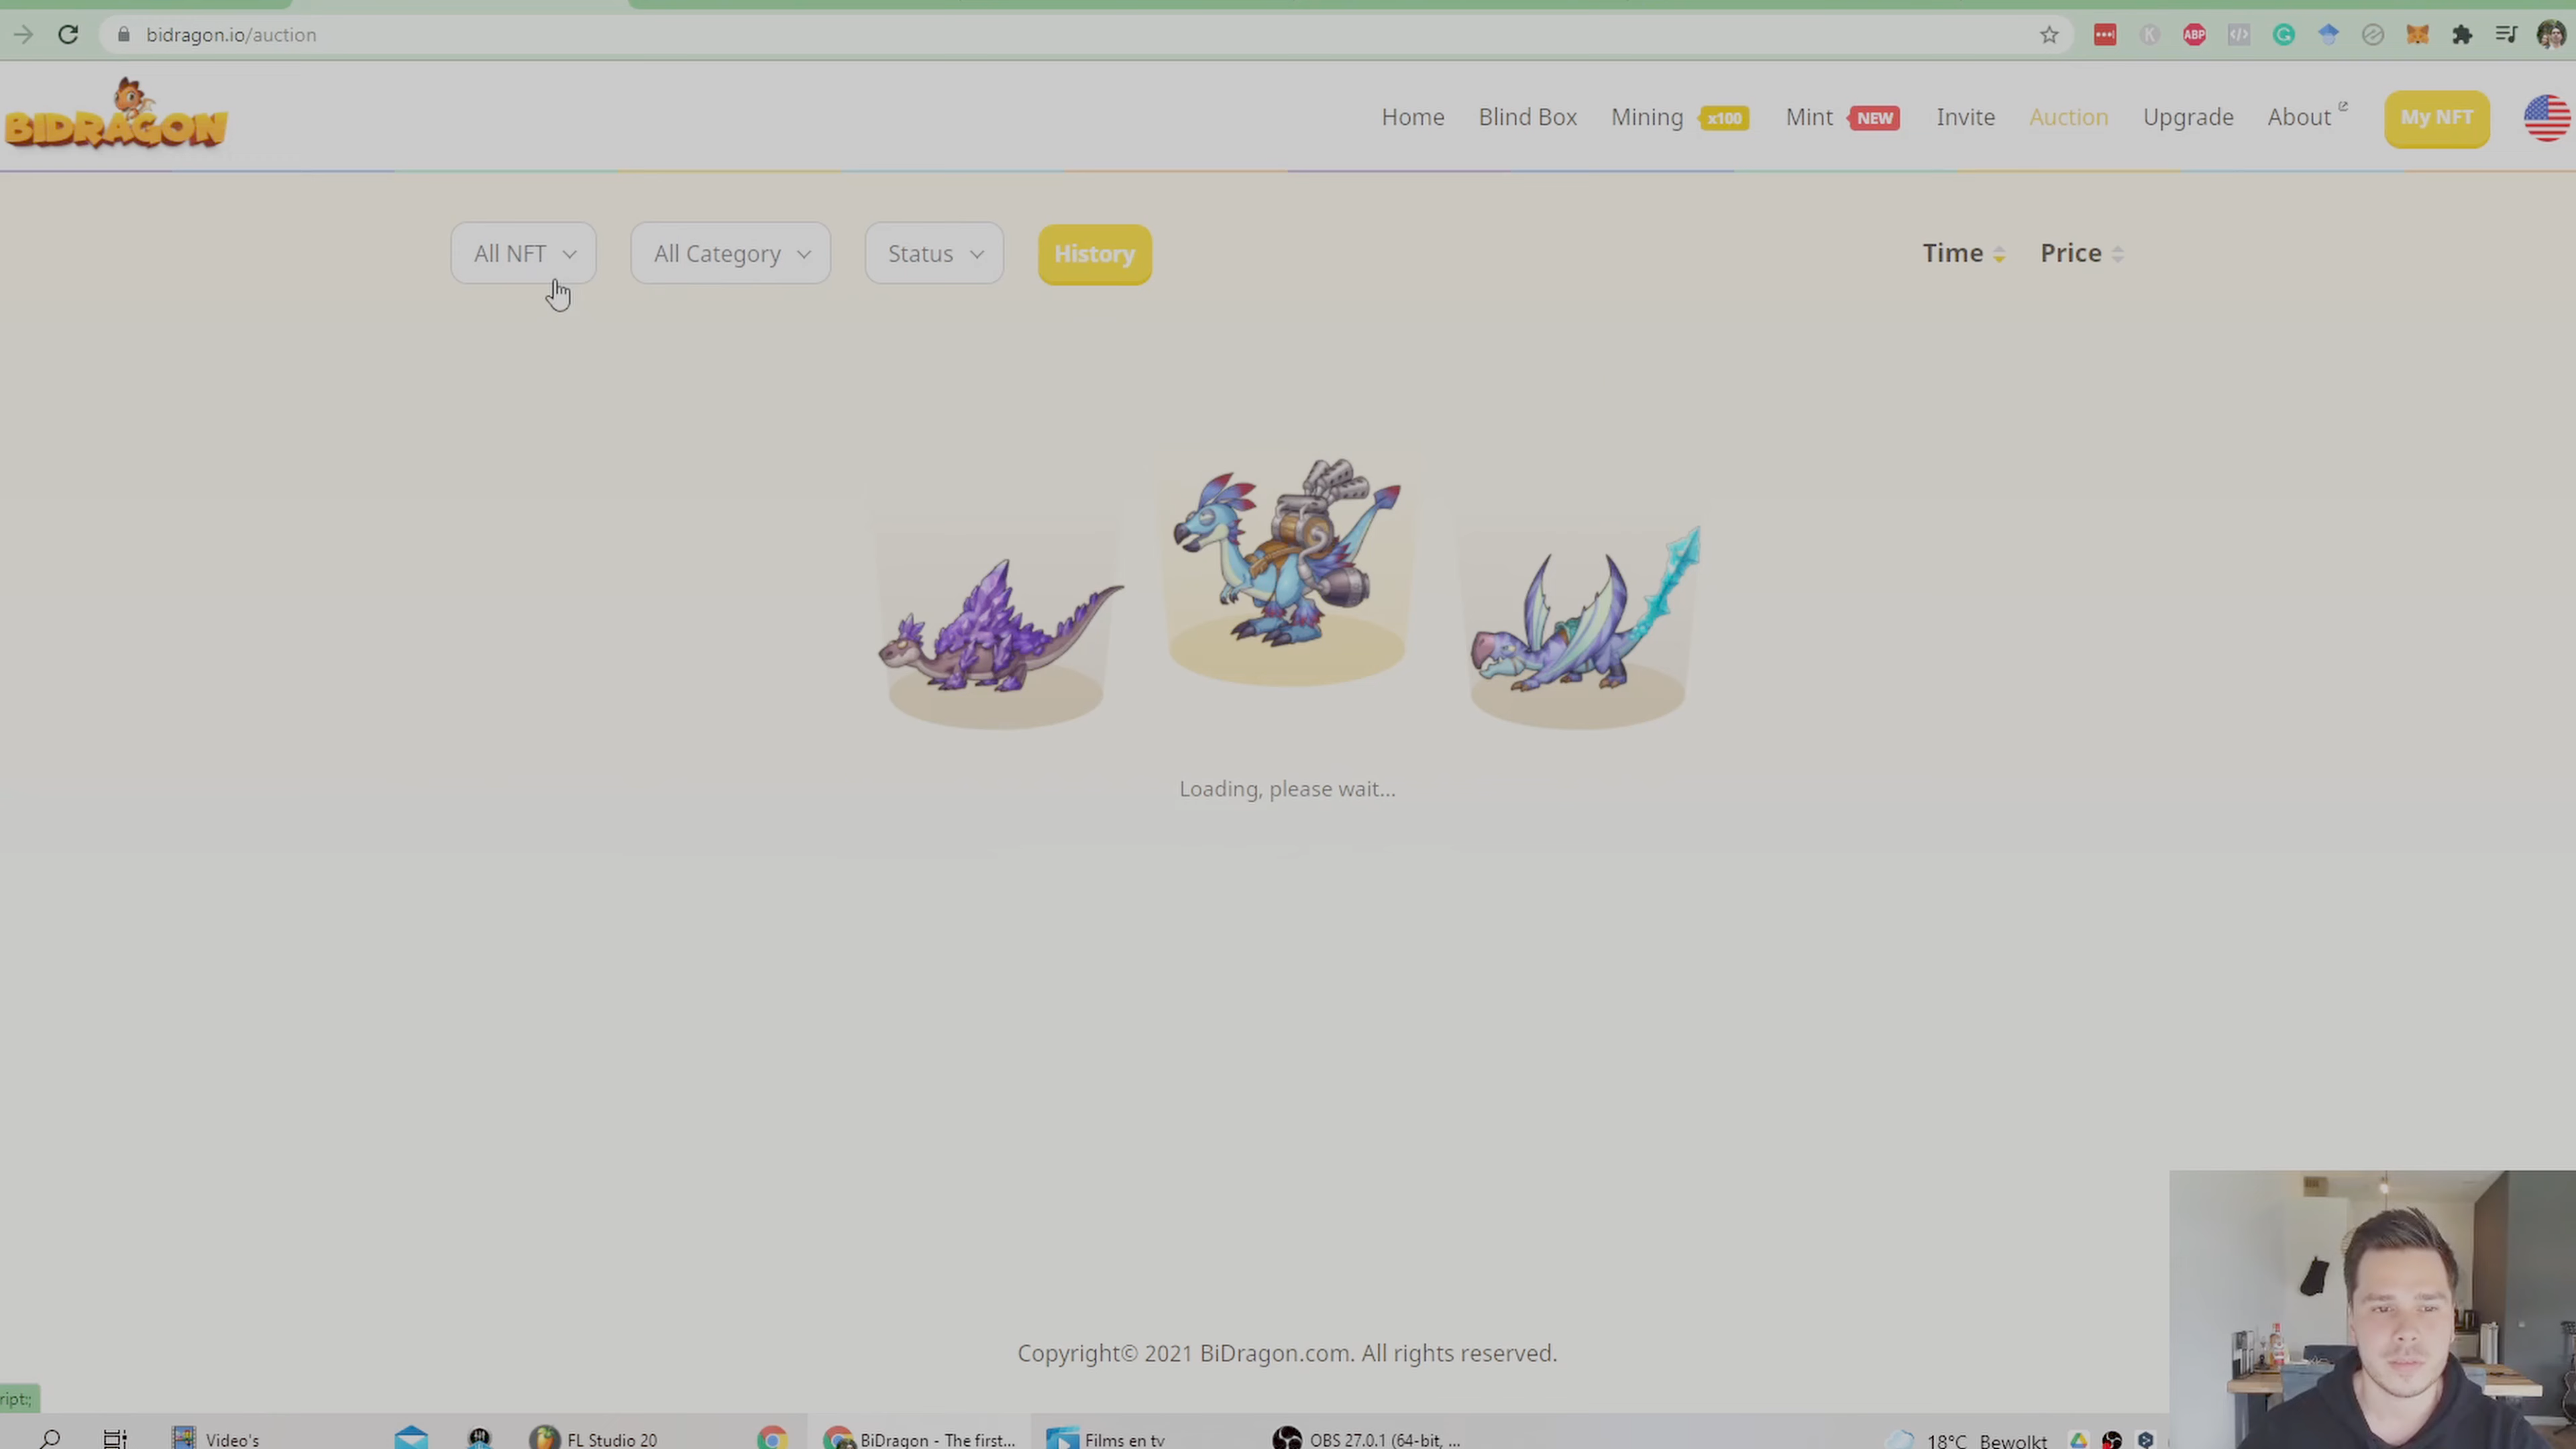 bidragon.io/auction
ABP
BIDRAGON
Home Blind Box Mining x100 Mint NEW Invite Auction Upgrade About My NFT
All NFT All Category Status History Time Price
Loading, please wait...
Copyright© 2021 BiDragon.com. All rights reserved.
ript:;
Video's FL Studio 20 BiDragon - The first... Films en tv OBS 27.0.1 (64-bit, ... 18°C Bewolkt